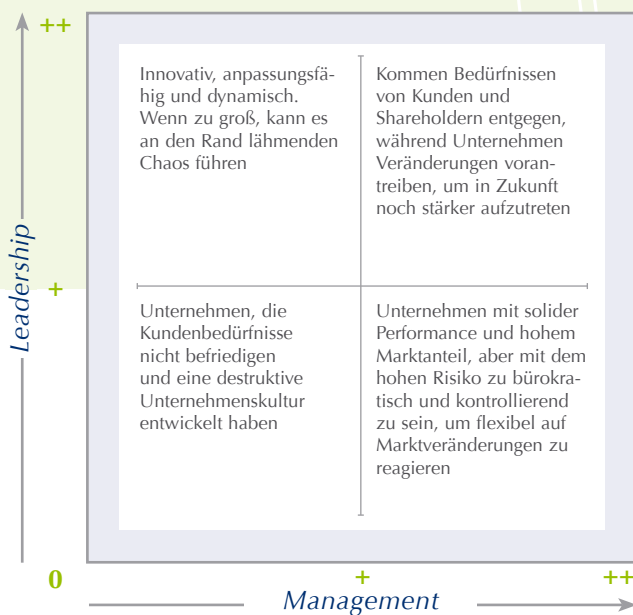 ++
Innovativ, anpassungsfä-
hig und dynamisch.
Wenn zu groß, kann es
an den Rand lähmenden
Chaos führen
Kommen Bedürfnissen
von Kunden und
Shareholdern entgegen,
während Unternehmen
Veränderungen voran-
treiben, um in Zukunft
noch stärker aufzutreten
Leadership
+
Unternehmen, die
Kundenbedürfnisse
nicht befriedigen
und eine destruktive
Unternehmenskultur
entwickelt haben
Unternehmen mit solider
Performance und hohem
Marktanteil, aber mit dem
hohen Risiko zu bürokra-
tisch und kontrollierend
zu sein, um flexibel auf
Marktveränderungen zu
reagieren
0
+
++
Management